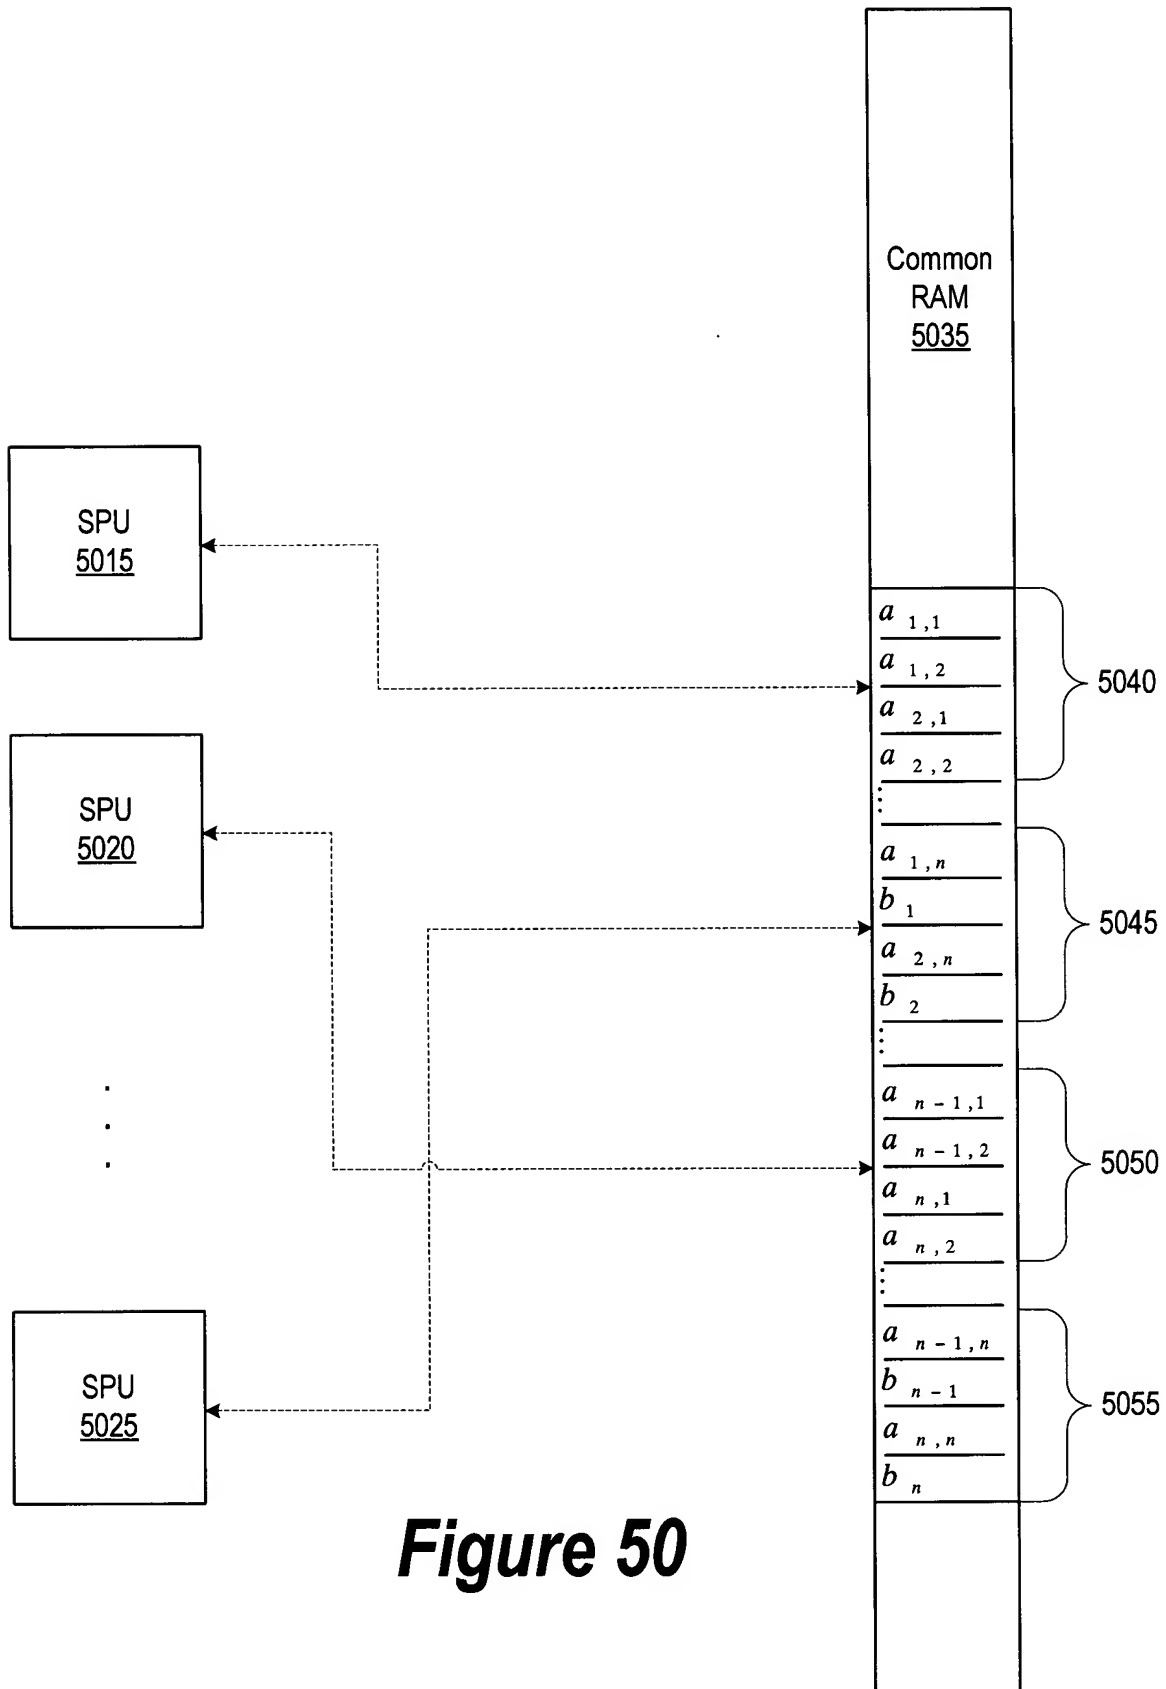 Common
RAM
5035
SPU
5015
a 1,1
a 1,2
5040
a 2,1
a 2,2
SPU
5020
⋮
a 1,n
b 1
5045
a 2,n
b 2
⋮
a n-1,1
a n-1,2
5050
a n,1
a n,2
⋮
a n-1,n
SPU
5025
b n-1
5055
a n,n
b n
Figure 50